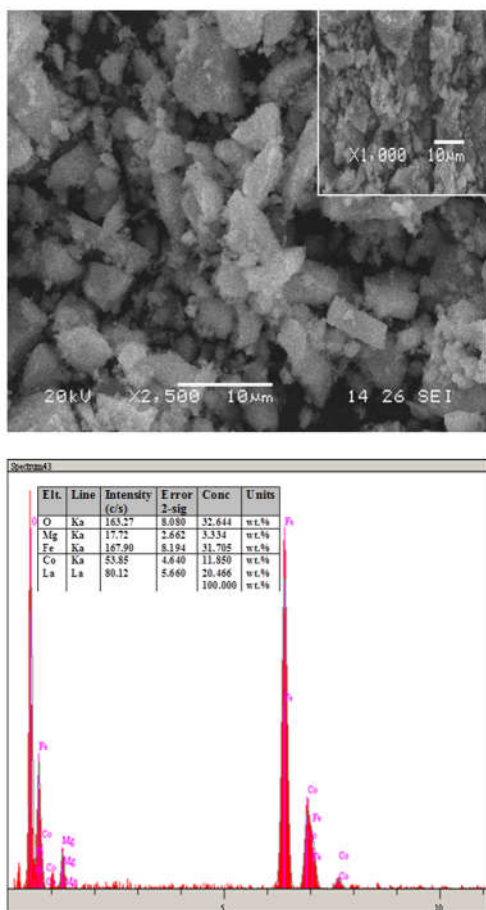 X1,000 10µm
20kV X2,500 10µm 14 26 SEI
Spectrum43
Elt. Line Intensity (c/s) Error 2-sig Conc Units
O Ka 163.27 8.080 32.644 wt.%
Mg Ka 17.72 2.662 3.334 wt.%
Fe Ka 167.90 8.194 31.705 wt.%
Co Ka 53.85 4.640 11.850 wt.%
La La 80.12 5.660 20.466 wt.%
100.000 wt.%
O Fe
Fe Fe
Co Mg Co Co
Mg Fe
Mg Fe Co
5 10